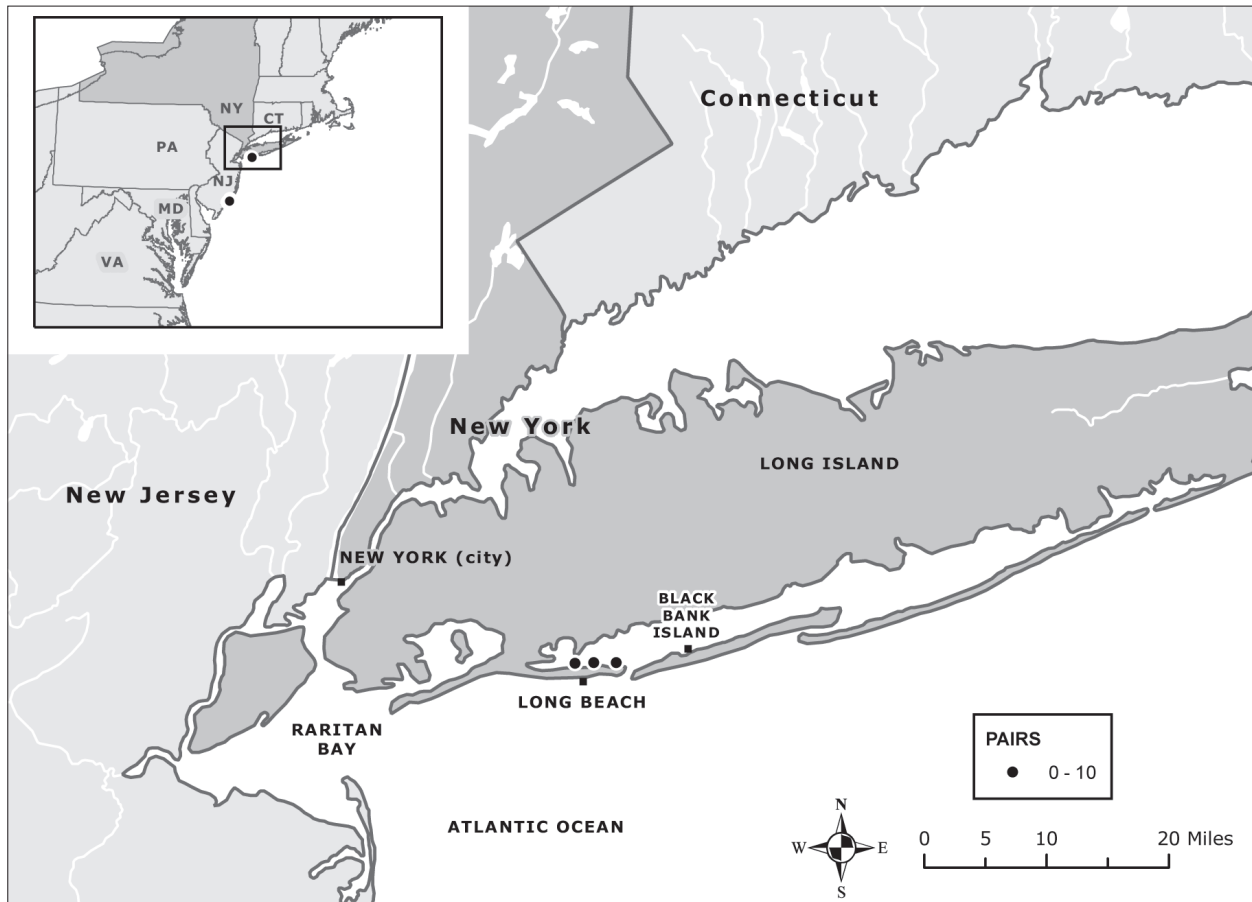 NY
CT
PA
NJ
MD
VA
Connecticut
New York
LONG ISLAND
New Jersey
NEW YORK (city)
BLACK
BANK
ISLAND
LONG BEACH
RARITAN
BAY
ATLANTIC OCEAN
PAIRS
0 - 10
N
W E
S
0 5 10 20 Miles